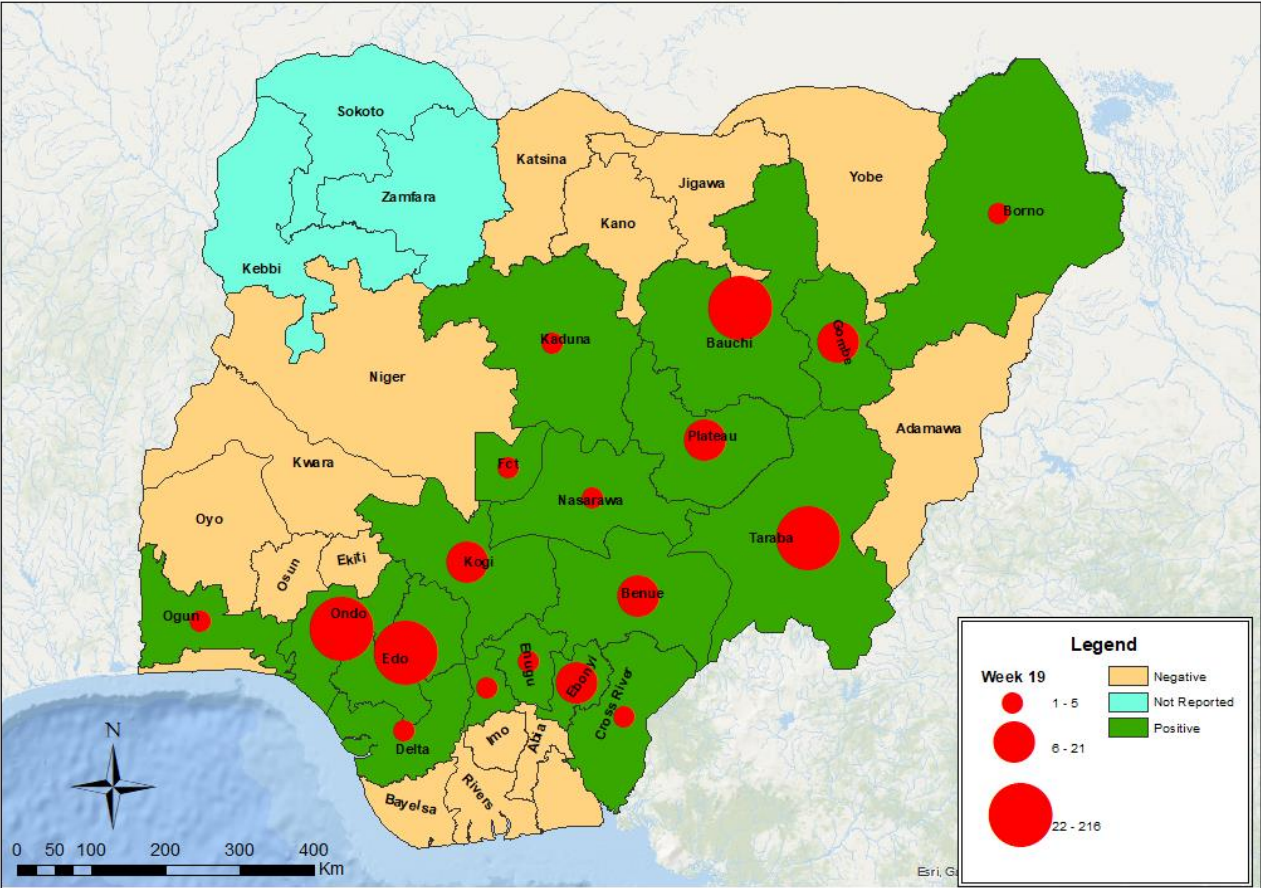 Sokoto
Katsina
Zamfara
Jigawa
Yobe
Borno
Kano
Kebbi
Kaduna
Bauchi
Gombe
Niger
Adamawa
Plateau
Kwara
Fct
Nasarawa
Oyo
Taraba
Osun
Ekiti
Kogi
Benue
Ogun
Ondo
Edo
Enugu
Ebonyi
Cross River
Delta
Imo
Abia
Bayelsa
Rivers
N
0 50 100 200 300 400
Km
Esri,
Legend
Week 19
1 - 5
6 - 21
22 - 216
Negative
Not Reported
Positive